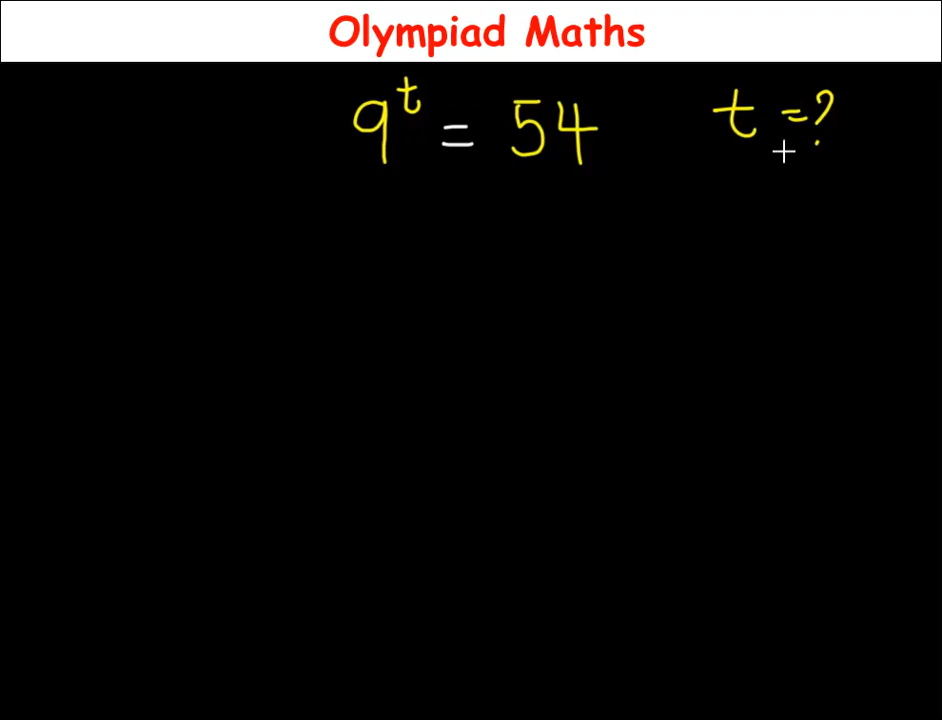 Olympiad Maths
9^t = 54 t = ?